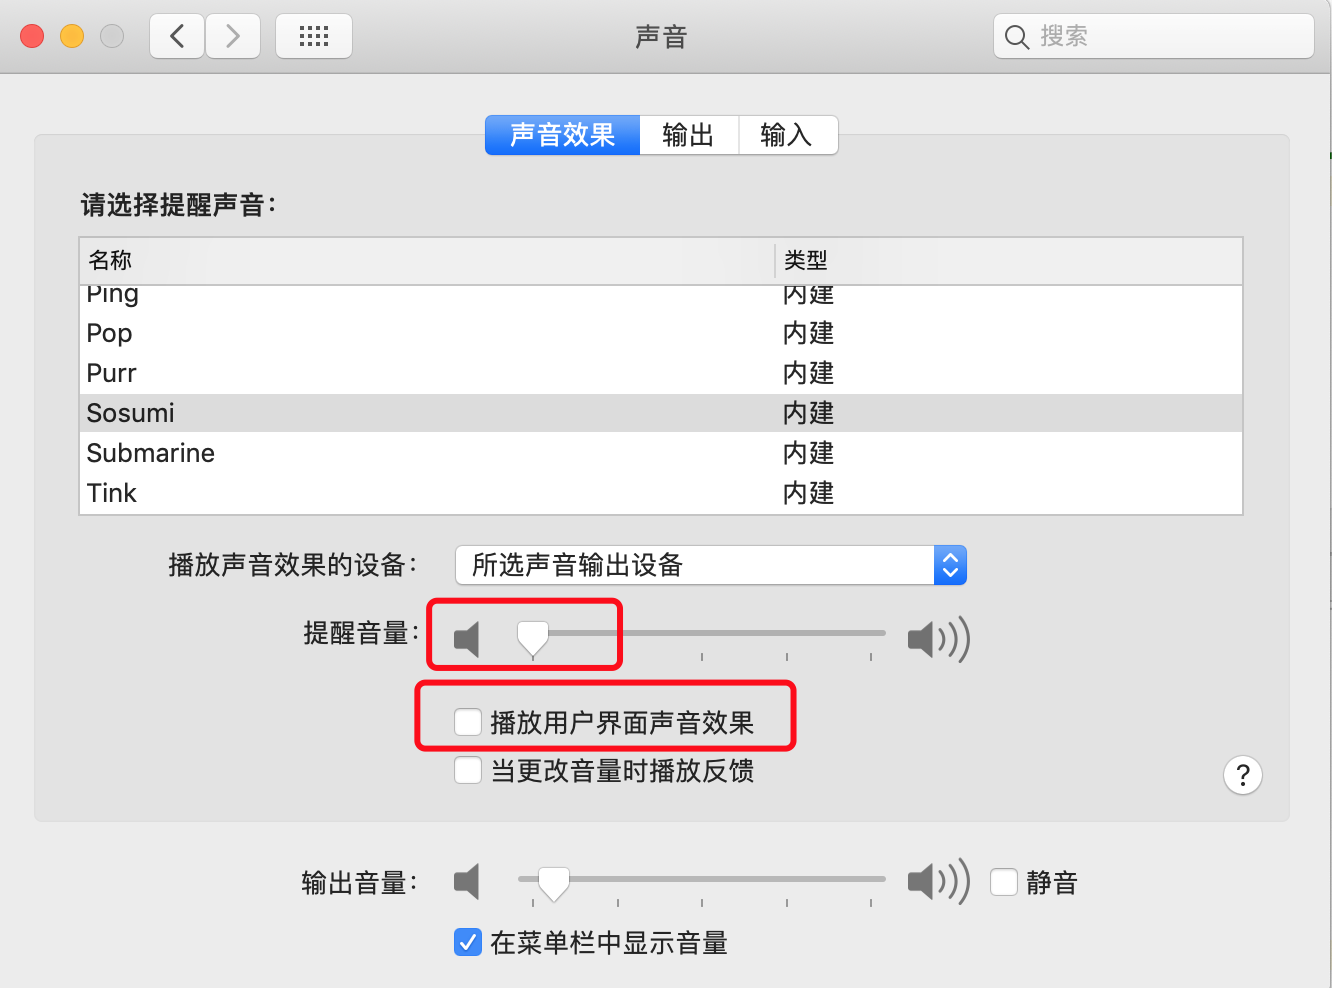 声音
搜索
声音效果 输出 输入
请选择提醒声音：
名称 类型
Ping 内建
Pop 内建
Purr 内建
Sosumi 内建
Submarine 内建
Tink 内建
播放声音效果的设备： 所选声音输出设备
提醒音量：
播放用户界面声音效果
当更改音量时播放反馈
?
输出音量： 静音
在菜单栏中显示音量